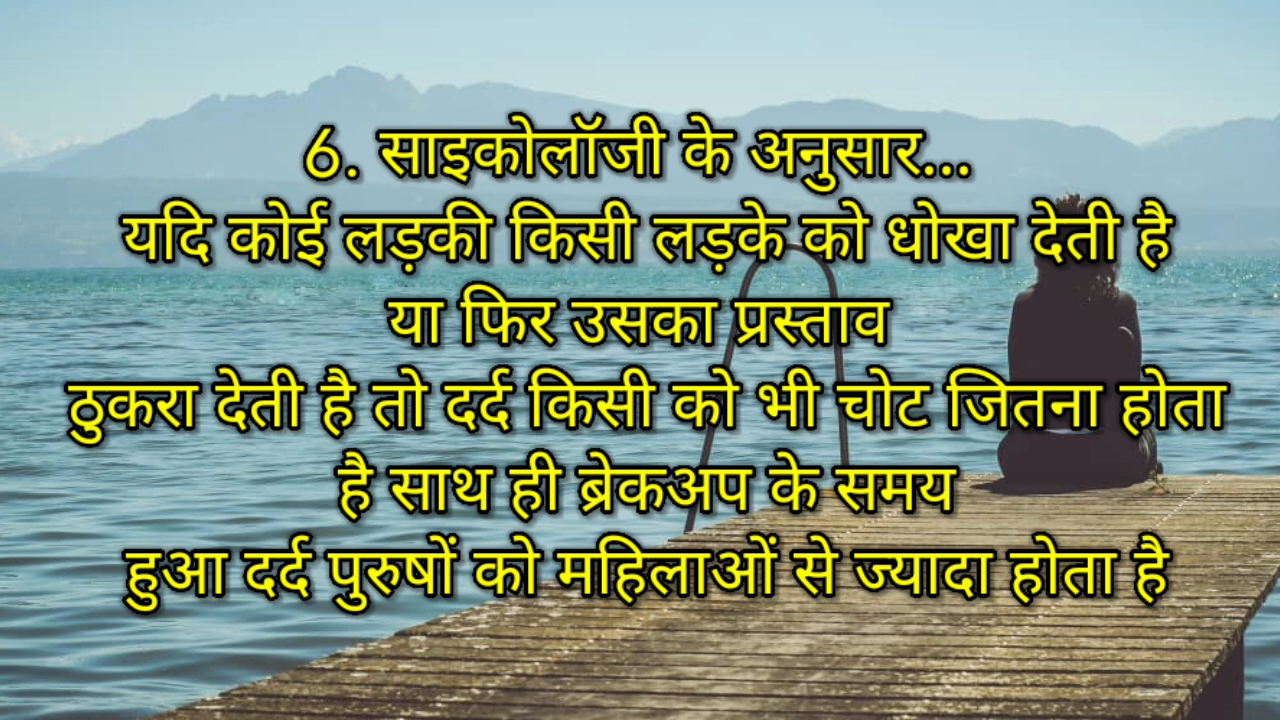 6. साइकोलॉजी के अनुसार...
यदि कोई लड़की किसी लड़के को धोखा देती है
या फिर उसका प्रस्ताव
ठुकरा देती है तो दर्द किसी को भी चोट जितना होता
है साथ ही ब्रेकअप के समय
हुआ दर्द पुरुषों को महिलाओं से ज्यादा होता है